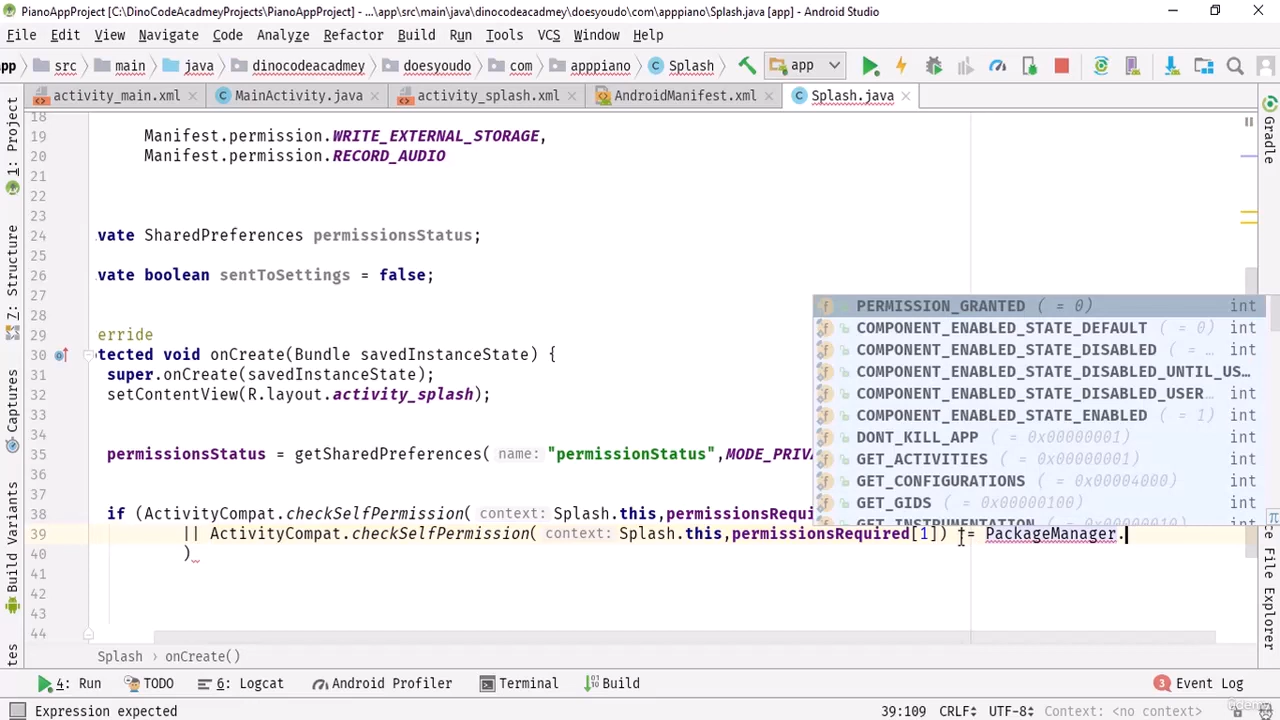 PianoAppProject [C:\DinoCodeAcadmeyProjects\PianoAppProject] - ...\app\src\main\java\dinocodeacadmey\doesyoudo\com\apppiano\Splash.java [app] - Android Studio
File Edit View Navigate Code Analyze Refactor Build Run Tools VCS Window Help
app src main java dinocodeacadmey doesyoudo com apppiano Splash app
activity_main.xml MainActivity.java activity_splash.xml AndroidManifest.xml Splash.java
1: Project
Z: Structure
Captures
Build Variants
Gradle
18
19 Manifest.permission.WRITE_EXTERNAL_STORAGE,
20 Manifest.permission.RECORD_AUDIO
21
22
23
24 vate SharedPreferences permissionsStatus;
25
26 vate boolean sentToSettings = false;
27
28
29 erride
30 tected void onCreate(Bundle savedInstanceState) {
31 super.onCreate(savedInstanceState);
32 setContentView(R.layout.activity_splash);
33
34
35 permissionsStatus = getSharedPreferences( name: "permissionStatus",MODE_PRIVA
36
37
38 if (ActivityCompat.checkSelfPermission( context: Splash.this,permissionsRequi
39 || ActivityCompat.checkSelfPermission( context: Splash.this,permissionsRequired[1]) != PackageManager.
40 )
41
42
43
44
PERMISSION_GRANTED ( = 0) int
COMPONENT_ENABLED_STATE_DEFAULT ( = 0) int
COMPONENT_ENABLED_STATE_DISABLED ( = … int
COMPONENT_ENABLED_STATE_DISABLED_UNTIL_US…
COMPONENT_ENABLED_STATE_DISABLED_USER int
COMPONENT_ENABLED_STATE_ENABLED ( = 1) int
DONT_KILL_APP ( = 0x00000001) int
GET_ACTIVITIES ( = 0x00000001) int
GET_CONFIGURATIONS ( = 0x00004000) int
GET_GIDS ( = 0x00000100) int
GET_INSTRUMENTATION ( = 0x00000010) int
File Explorer
Splash › onCreate()
4: Run TODO 6: Logcat Android Profiler Terminal Build 3 Event Log
Expression expected 39:109 CRLF UTF-8 Context: <no context>